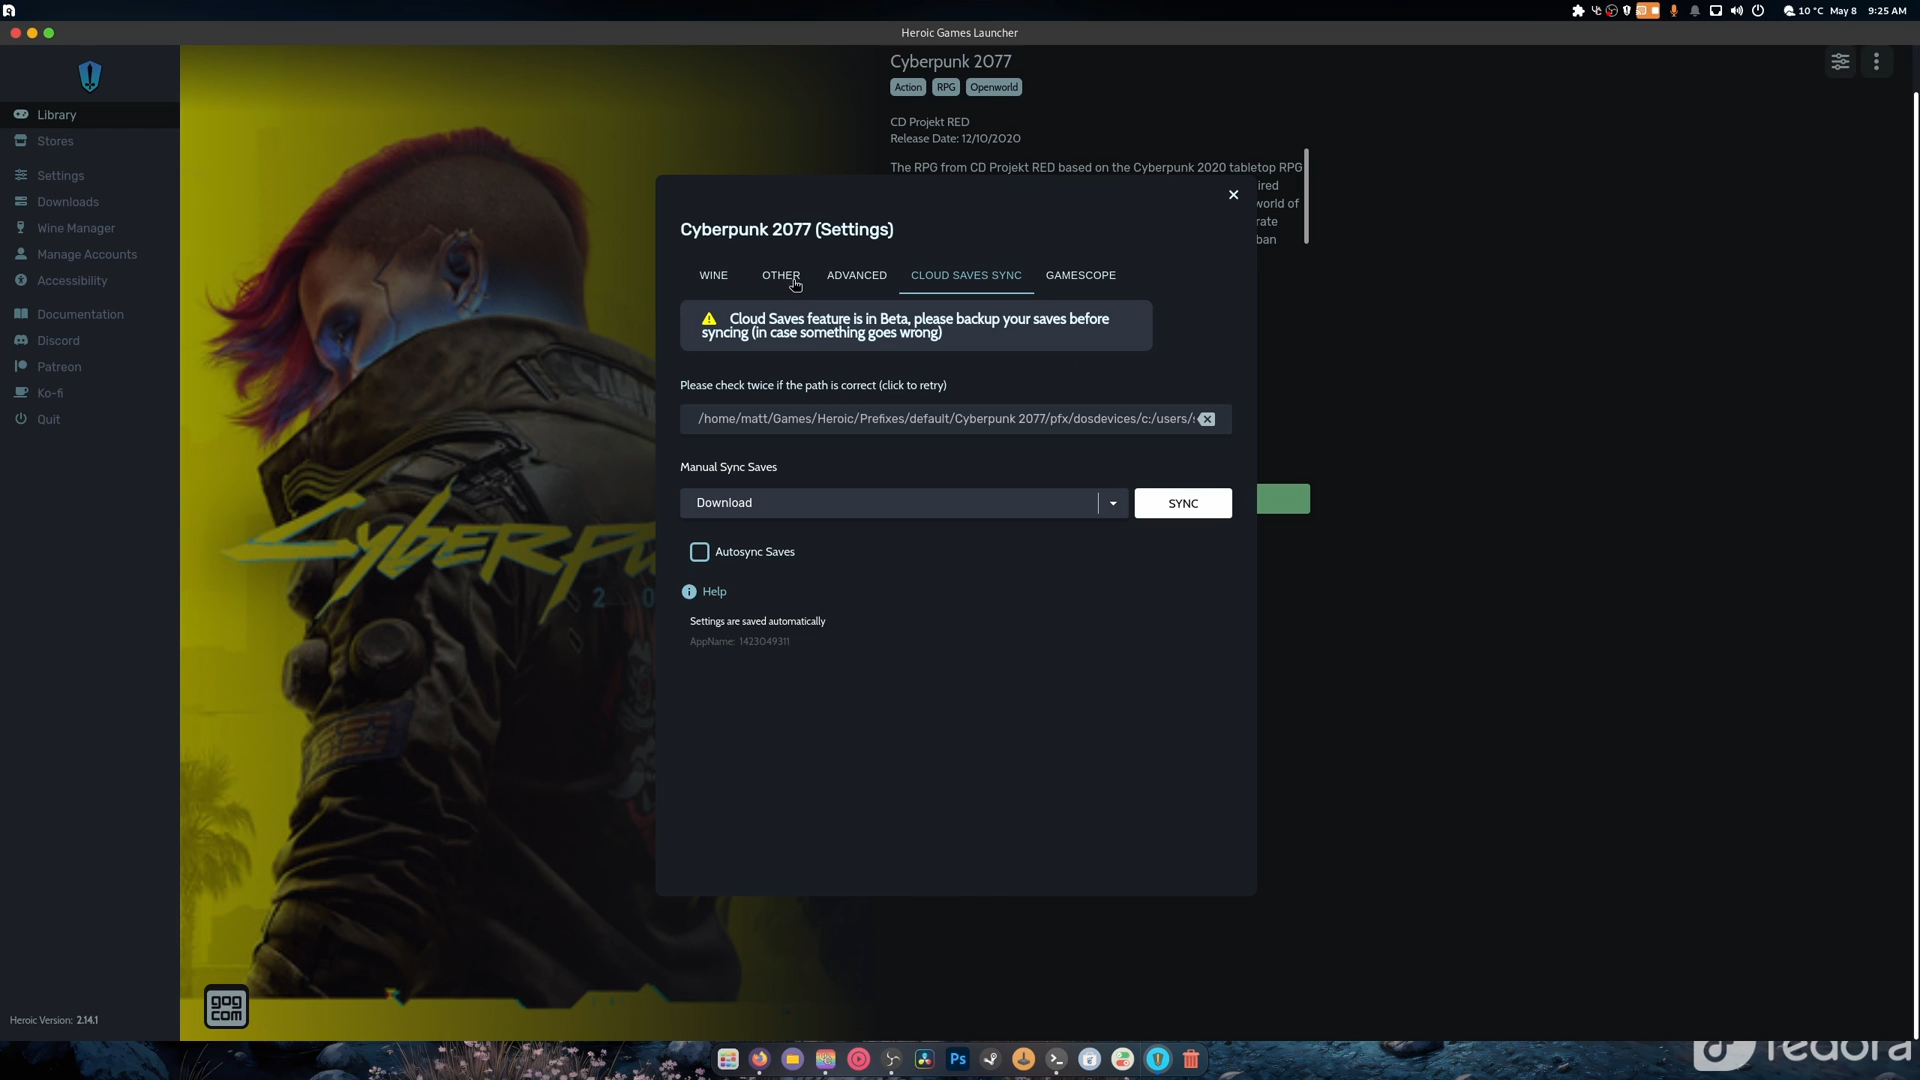 10 °C May 8 9:25 AM
Heroic Games Launcher
Library
Stores
Settings
Downloads
Wine Manager
Manage Accounts
Accessibility
Documentation
Discord
Patreon
Ko-fi
Quit
Heroic Version: 2.14.1
Cyberpunk 2077
Action RPG Openworld
CD Projekt RED
Release Date: 12/10/2020
The RPG from CD Projekt RED based on the Cyberpunk 2020 tabletop RPG
ired
world of
rate
ban
Cyberpunk 2077 (Settings)
WINE OTHER ADVANCED CLOUD SAVES SYNC GAMESCOPE
Cloud Saves feature is in Beta, please backup your saves before
syncing (in case something goes wrong)
Please check twice if the path is correct (click to retry)
/home/matt/Games/Heroic/Prefixes/default/Cyberpunk 2077/pfx/dosdevices/c:/users/
Manual Sync Saves
Download SYNC
Autosync Saves
Help
Settings are saved automatically
AppName: 1423049311
CYBERPU
2 0
gog
com
Ps
fedora